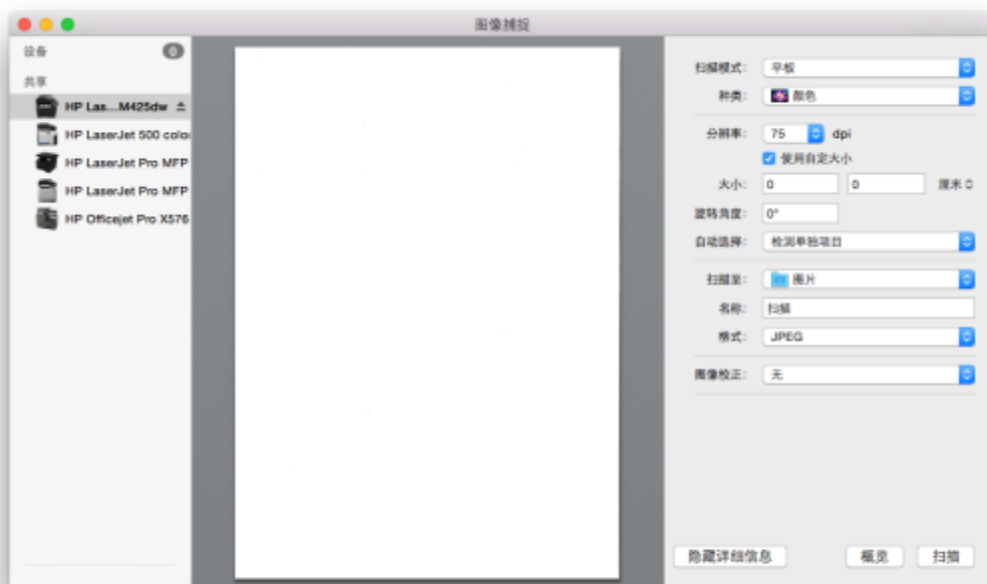 图像捕捉
设备
0
共享
HP Las...M425dw
HP LaserJet 500 colo
HP LaserJet Pro MFP
HP LaserJet Pro MFP
HP Officejet Pro X576
扫描模式: 平板
种类: 颜色
分辨率: 75 dpi
使用自定大小
大小: 0 0 厘米
旋转角度: 0°
自动选择: 检测单独项目
扫描至: 图片
名称: 扫描
格式: JPEG
图像校正: 无
隐藏详细信息 概览 扫描